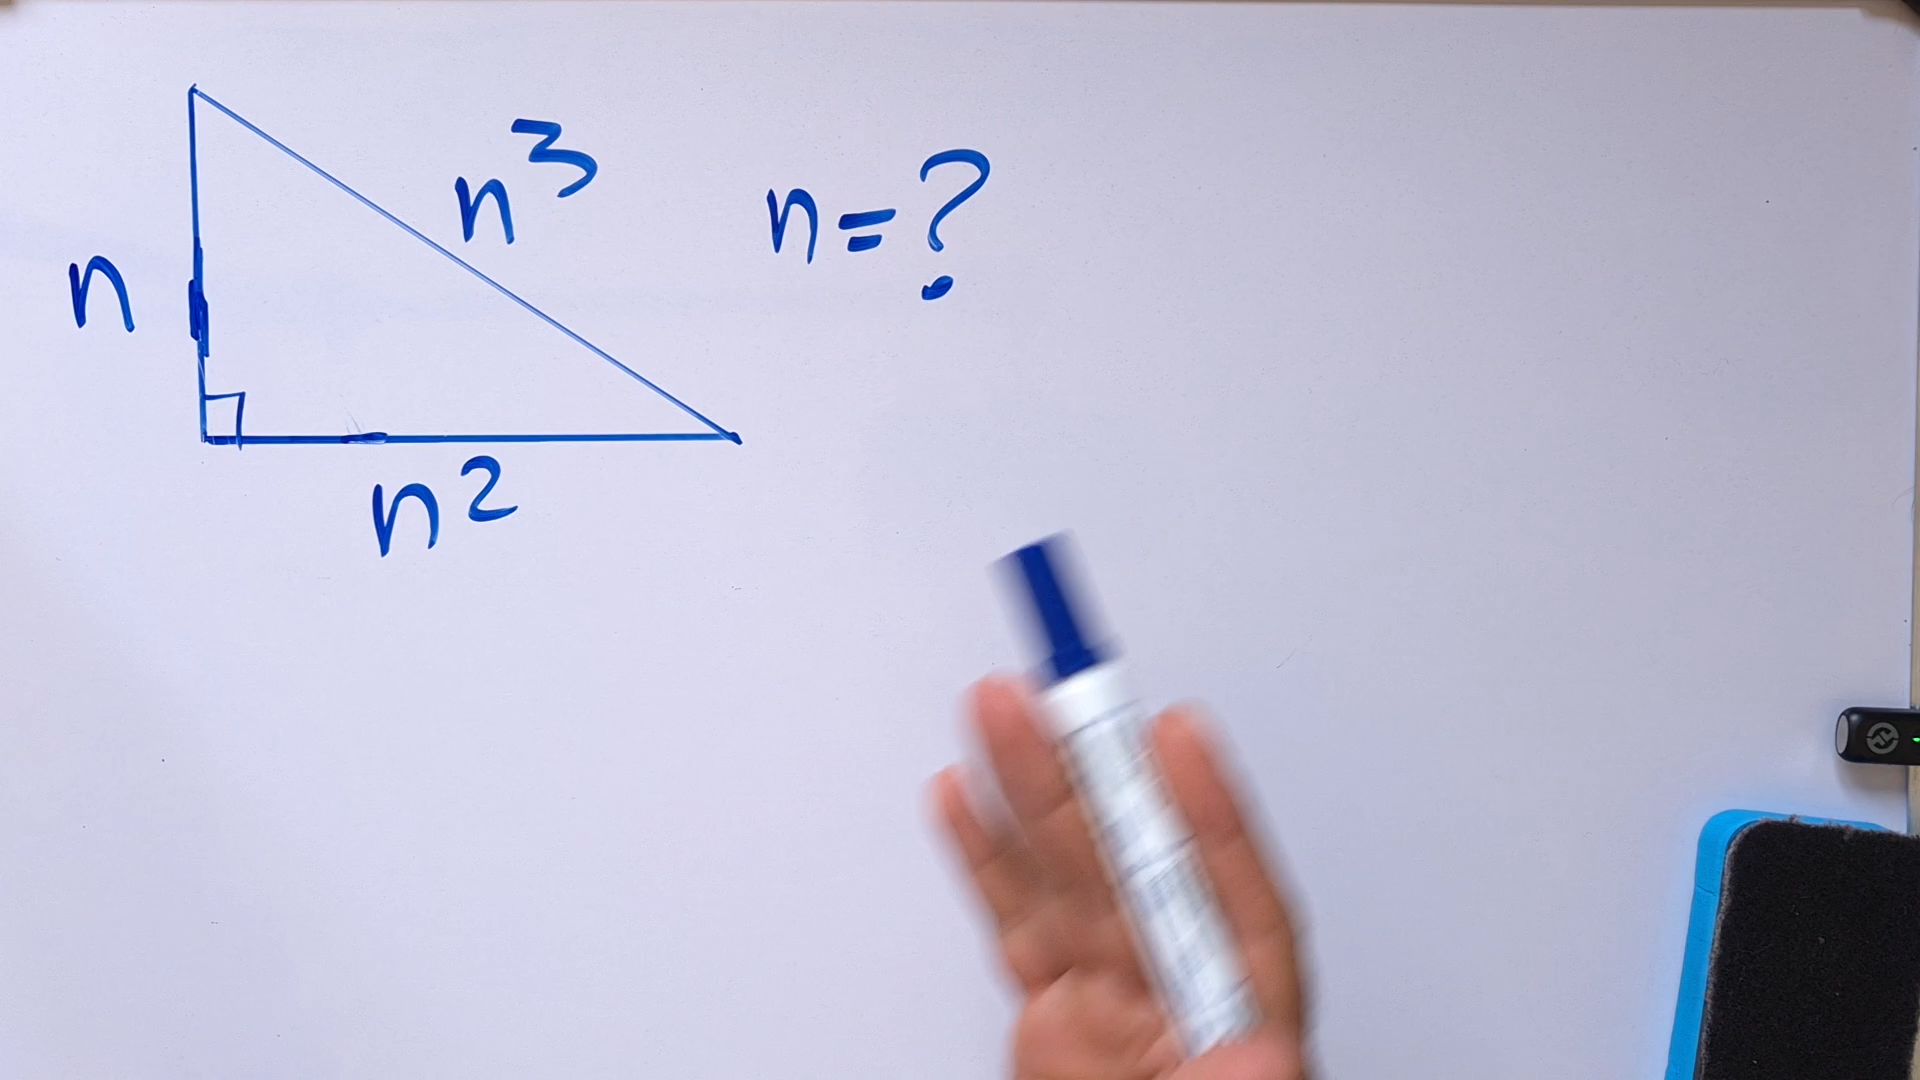 n³
n = ?
n
n²